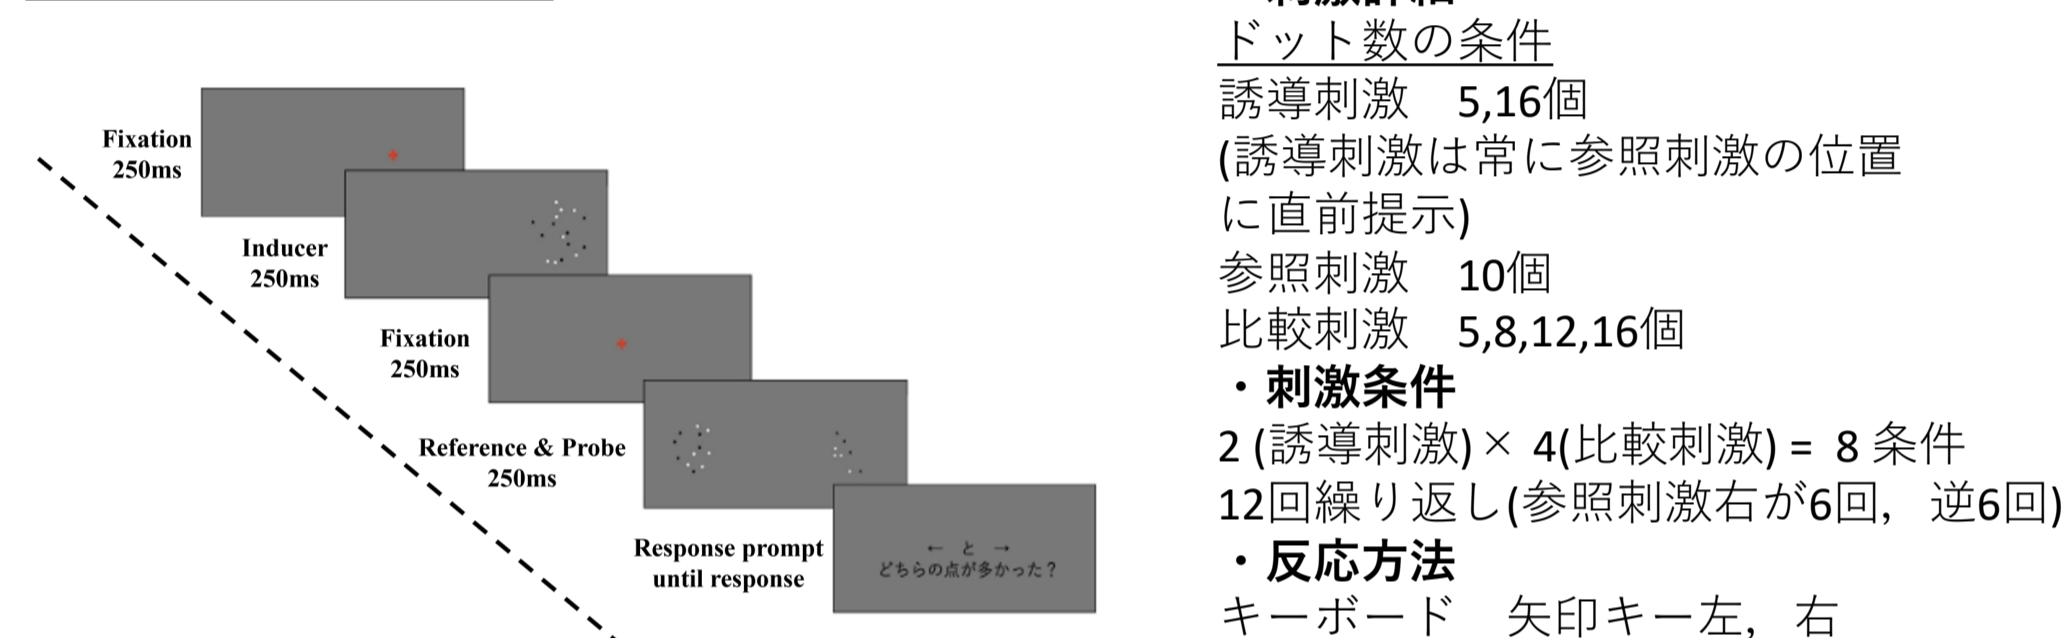 Fixation
250ms
Inducer
250ms
Fixation
250ms
Reference & Probe
250ms
Response prompt
until response
← と →
どちらの点が多かった？
・刺激詳細
ドット数の条件
誘導刺激　5,16個
(誘導刺激は常に参照刺激の位置
に直前提示)
参照刺激　10個
比較刺激　5,8,12,16個
・刺激条件
2 (誘導刺激)× 4(比較刺激) = 8 条件
12回繰り返し(参照刺激右が6回，逆6回)
・反応方法
キーボード　矢印キー左，右